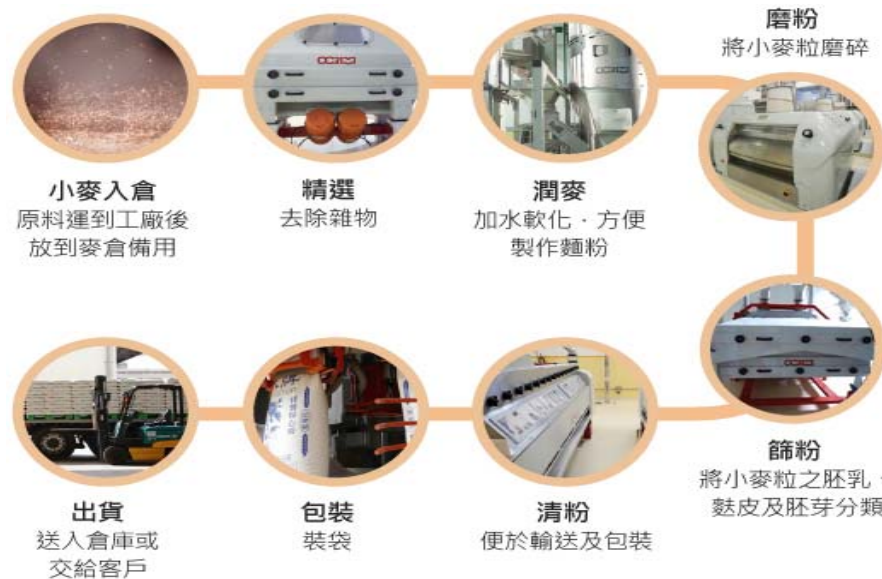 小麥入倉
原料運到工廠後
放到麥倉備用
精選
去除雜物
潤麥
加水軟化．方便
製作麵粉
磨粉
將小麥粒磨碎
篩粉
將小麥粒之胚乳．
麩皮及胚芽分類
清粉
便於輸送及包裝
包裝
裝袋
出貨
送入倉庫或
交給客戶